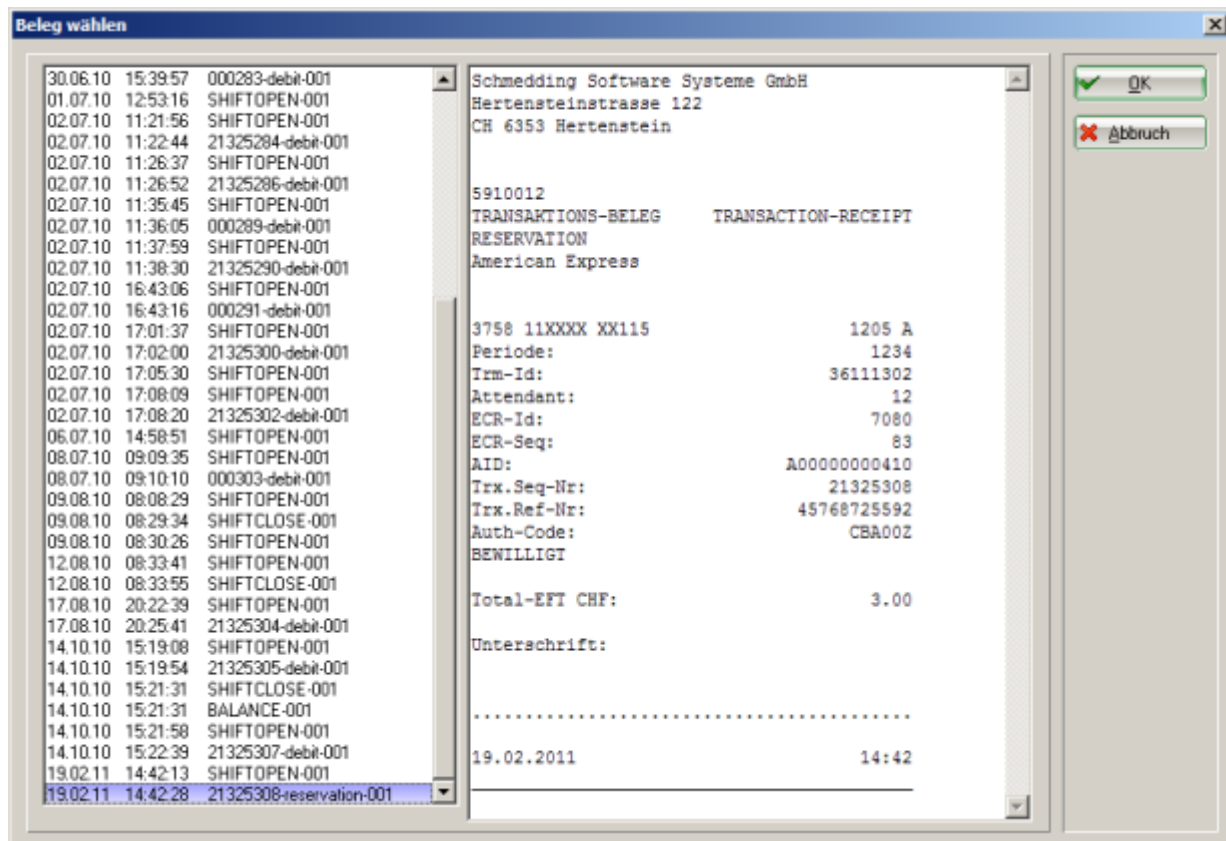 Beleg wählen
30.06.10 15:39:57 000283-debit-001
01.07.10 12:53:16 SHIFTOPEN-001
02.07.10 11:21:56 SHIFTOPEN-001
02.07.10 11:22:44 21325284-debit-001
02.07.10 11:26:37 SHIFTOPEN-001
02.07.10 11:26:52 21325286-debit-001
02.07.10 11:35:45 SHIFTOPEN-001
02.07.10 11:36:05 000289-debit-001
02.07.10 11:37:59 SHIFTOPEN-001
02.07.10 11:38:30 21325290-debit-001
02.07.10 16:43:06 SHIFTOPEN-001
02.07.10 16:43:16 000291-debit-001
02.07.10 17:01:37 SHIFTOPEN-001
02.07.10 17:02:00 21325300-debit-001
02.07.10 17:05:30 SHIFTOPEN-001
02.07.10 17:08:09 SHIFTOPEN-001
02.07.10 17:08:20 21325302-debit-001
06.07.10 14:58:51 SHIFTOPEN-001
08.07.10 09:09:35 SHIFTOPEN-001
08.07.10 09:10:10 000303-debit-001
09.08.10 08:08:29 SHIFTOPEN-001
09.08.10 08:29:34 SHIFTCLOSE-001
09.08.10 08:30:26 SHIFTOPEN-001
12.08.10 08:33:41 SHIFTOPEN-001
12.08.10 08:33:55 SHIFTCLOSE-001
17.08.10 20:22:39 SHIFTOPEN-001
17.08.10 20:25:41 21325304-debit-001
14.10.10 15:19:08 SHIFTOPEN-001
14.10.10 15:19:54 21325305-debit-001
14.10.10 15:21:31 SHIFTCLOSE-001
14.10.10 15:21:31 BALANCE-001
14.10.10 15:21:58 SHIFTOPEN-001
14.10.10 15:22:39 21325307-debit-001
19.02.11 14:42:13 SHIFTOPEN-001
19.02.11 14:42:28 21325308-reservation-001
Schmedding Software Systeme GmbH
Hertensteinstrasse 122
CH 6353 Hertenstein
5910012
TRANSAKTIONS-BELEG TRANSACTION-RECEIPT
RESERVATION
American Express
3758 11XXXX XX115 1205 A
Periode: 1234
Trm-Id: 36111302
Attendant: 12
ECR-Id: 7080
ECR-Seq: 83
AID: A00000000410
Trx.Seq-Nr: 21325308
Trx.Ref-Nr: 45768725592
Auth-Code: CBA00Z
BEWILLIGT
Total-EFT CHF: 3.00
Unterschrift:
..........................................
19.02.2011 14:42
OK
Abbruch